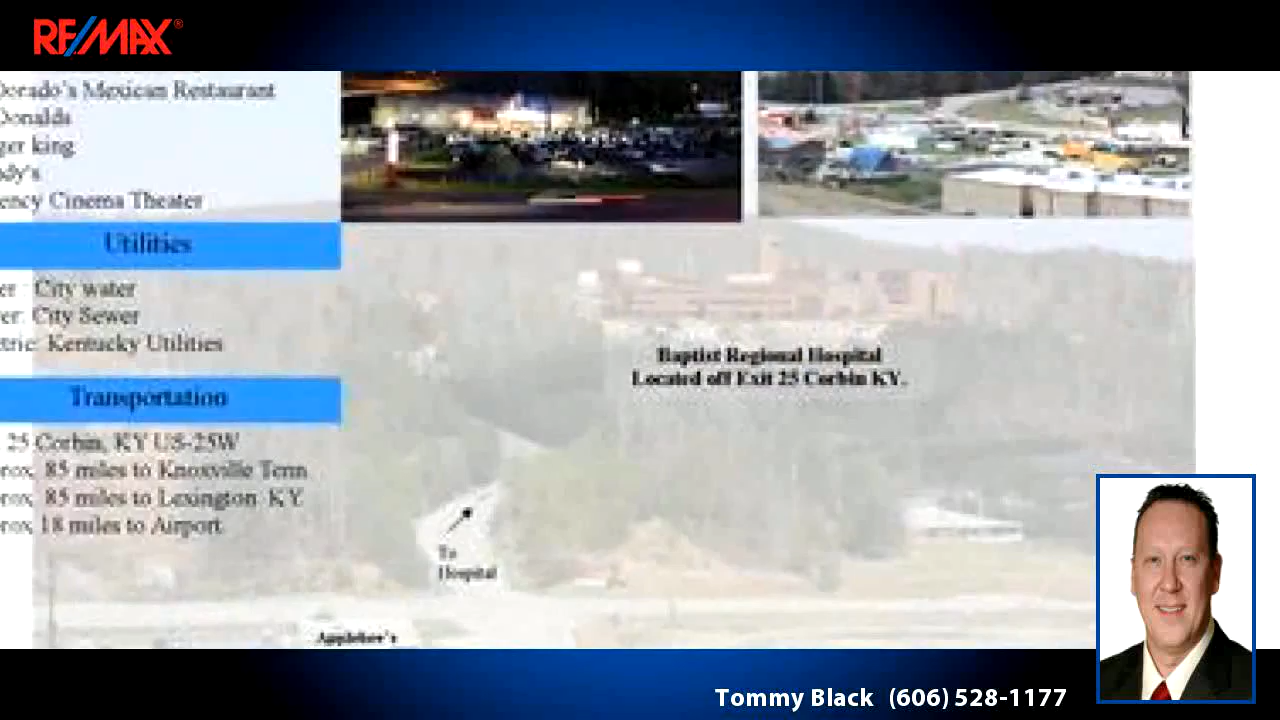 RE/MAX®
Dorado's Mexican Restaurant
Donalds
ger king
dy's
ency Cinema Theater
Utilities
er : City water
er: City Sewer
tric: Kentucky Utilities
Transportation
25 Corbin, KY US-25W
rox. 85 miles to Knoxville Tenn
rox. 85 miles to Lexington KY
rox 18 miles to Airport
Baptist Regional Hospital
Located off Exit 25 Corbin KY.
To
Hospital
Applebee's
Tommy Black (606) 528-1177